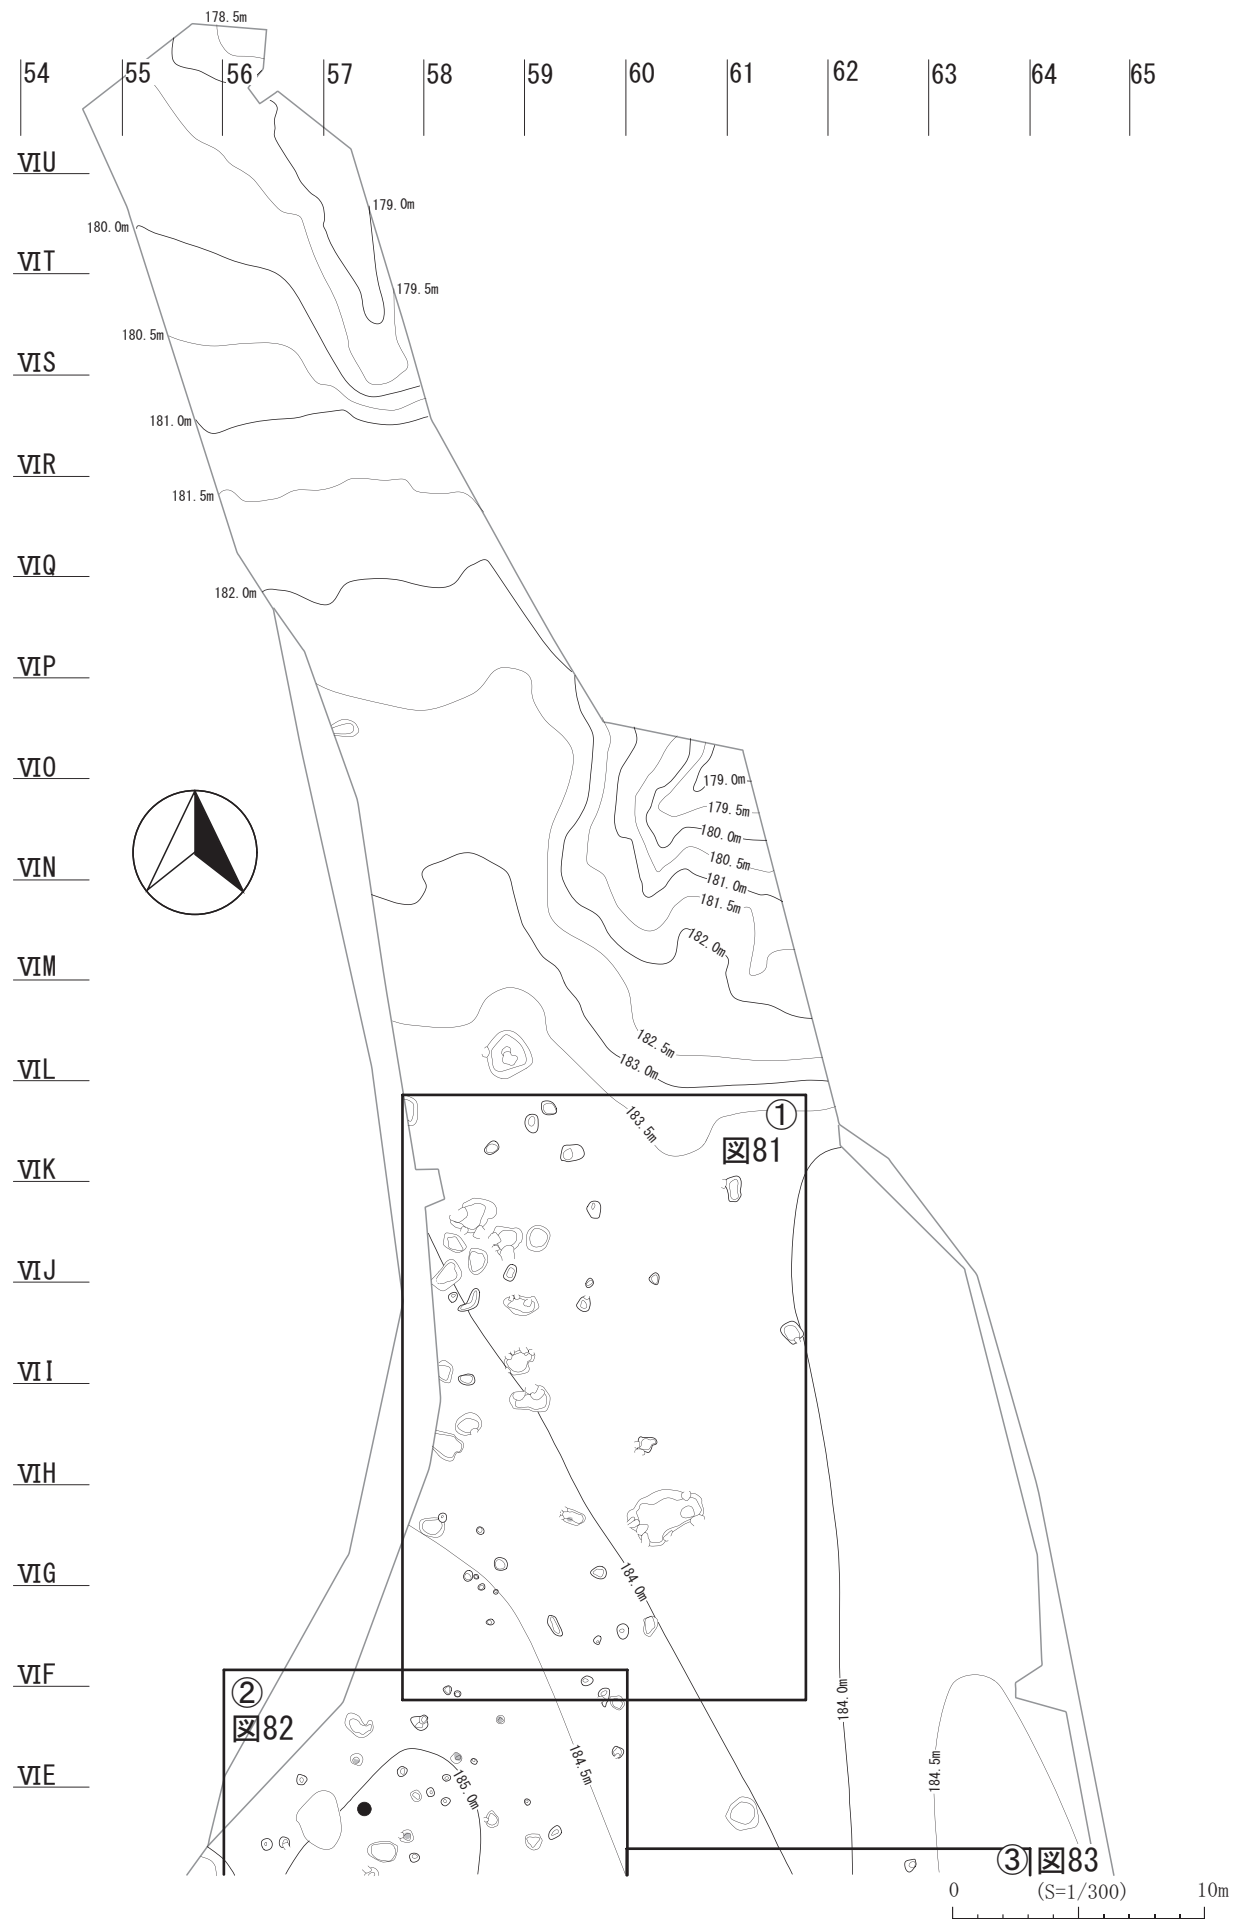 178.5m
54 55 56 57 58 59 60 61 62 63 64 65
ⅥU
179.0m
180.0m
ⅥT
179.5m
180.5m
ⅥS
181.0m
ⅥR
181.5m
ⅥQ
182.0m
ⅥP
ⅥO
179.0m
179.5m
180.0m
180.5m
ⅥN
181.0m
181.5m
182.0m
ⅥM
182.5m
183.0m
ⅥL
183.5m
①
図81
ⅥK
ⅥJ
ⅥI
ⅥH
ⅥG
184.0m
ⅥF
②
図82
184.0m
184.5m
184.5m
ⅥE
185.0m
③ 図83
0 (S=1/300) 10m